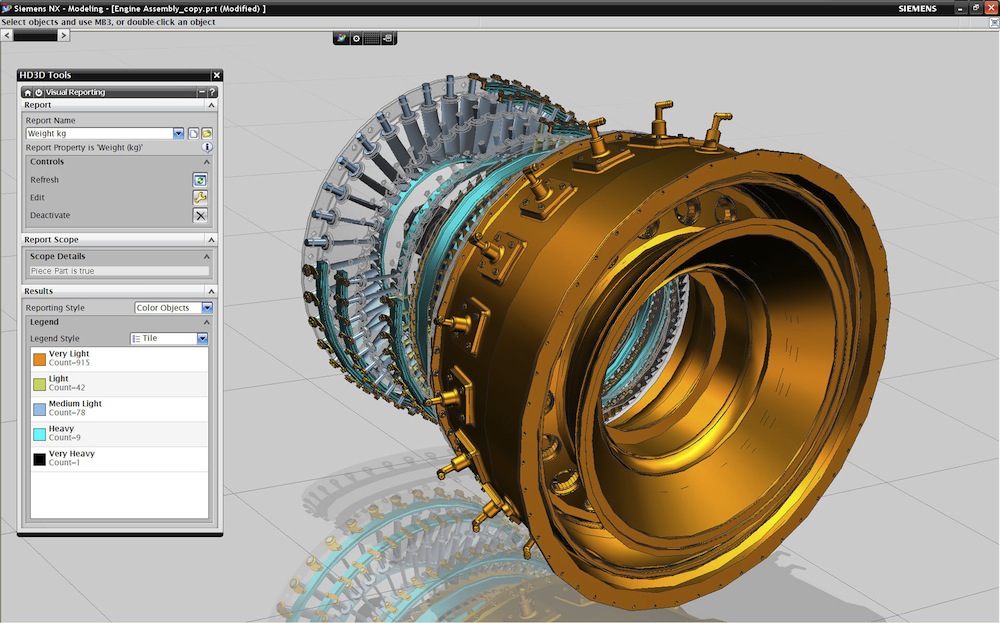 Siemens NX - Modeling - [Engine Assembly_copy.prt (Modified) ]
SIEMENS
Select objects and use MB3, or double-click an object
HD3D Tools
Visual Reporting
Report
Report Name
Weight kg
Report Property is 'Weight (kg)'
Controls
Refresh
Edit
Deactivate
Report Scope
Scope Details
Piece Part is true
Results
Reporting Style
Color Objects
Legend
Legend Style
Tile
Very Light
Count=915
Light
Count=42
Medium Light
Count=78
Heavy
Count=9
Very Heavy
Count=1